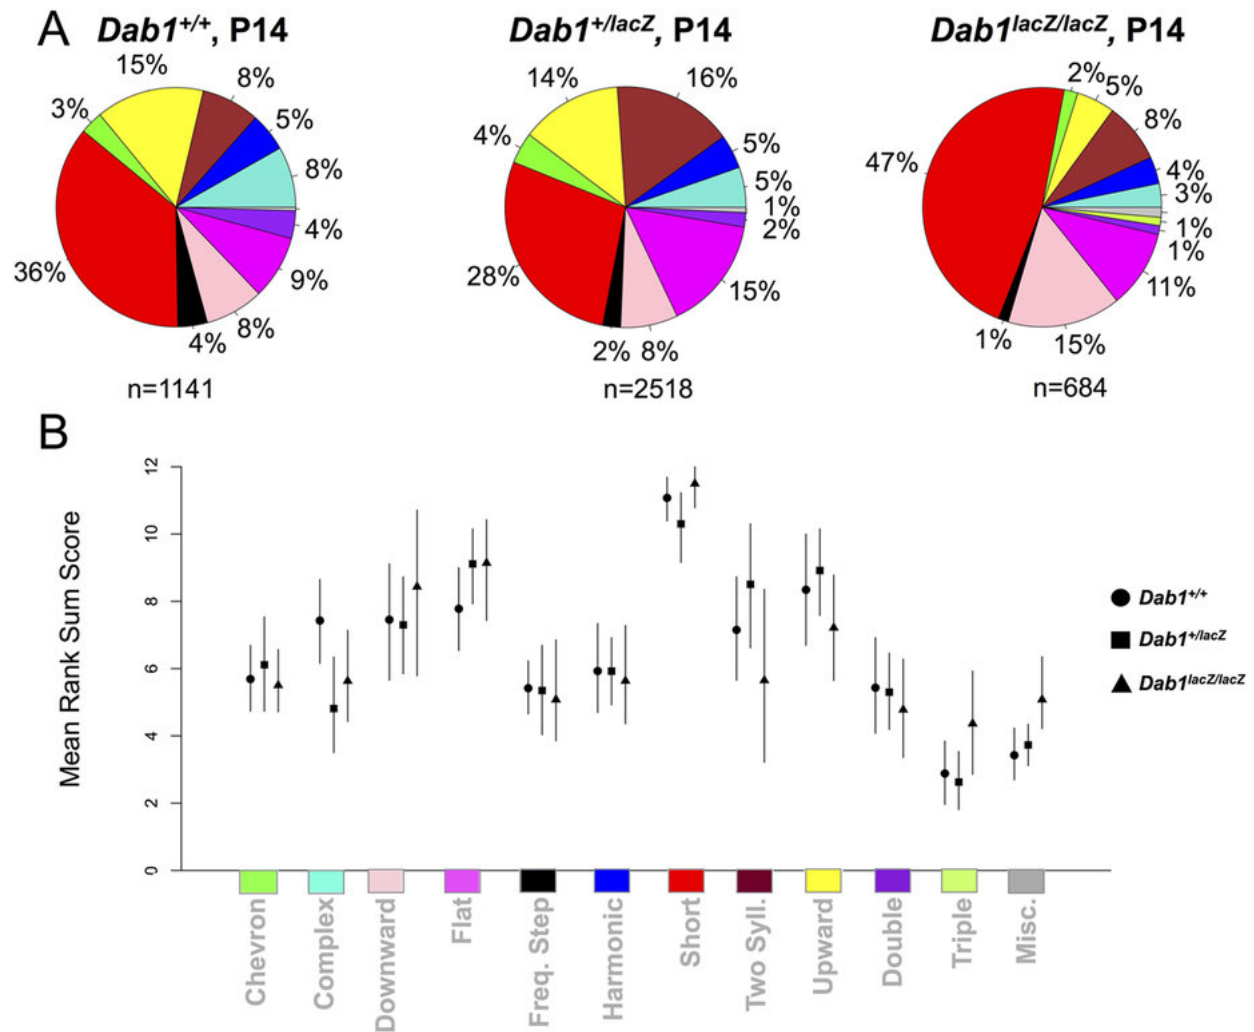 A
Dab1+/+, P14
Dab1+/lacZ, P14
Dab1lacZ/lacZ, P14
15%
8%
3%
5%
8%
36%
4%
9%
8%
4%
n=1141
14%
16%
4%
5%
5%
1%
2%
28%
15%
2%
8%
n=2518
2%
5%
8%
47%
4%
3%
1%
1%
11%
1%
15%
n=684
B
Mean Rank Sum Score
12
10
8
6
4
2
0
Dab1+/+
Dab1+/lacZ
Dab1lacZ/lacZ
Chevron
Complex
Downward
Flat
Freq. Step
Harmonic
Short
Two Syll.
Upward
Double
Triple
Misc.